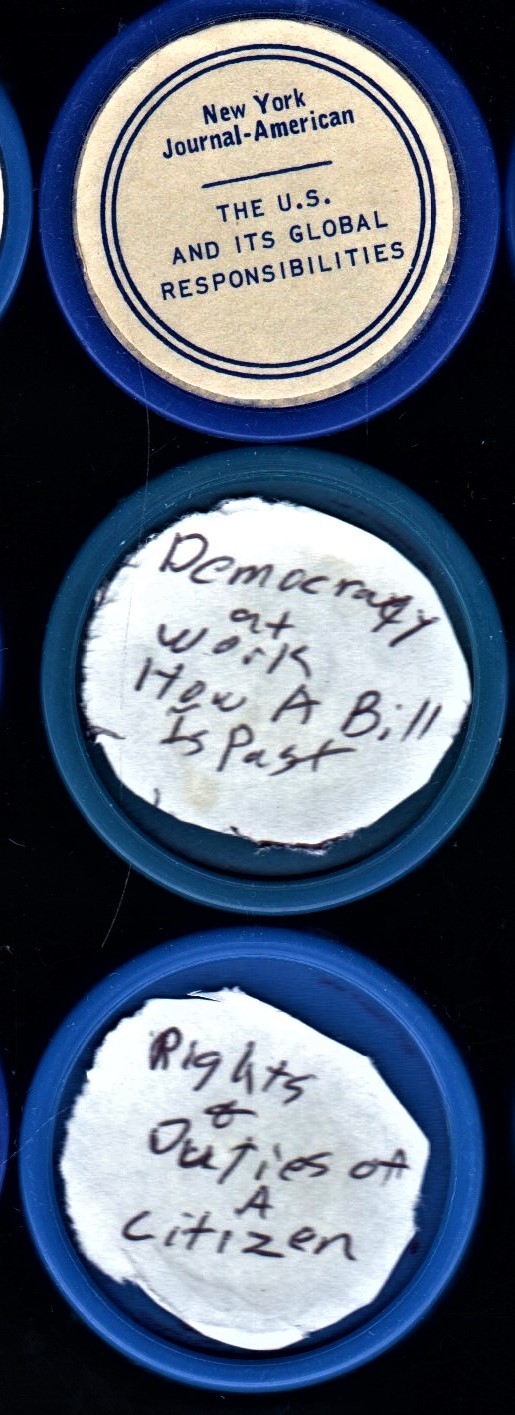 New York
Journal-American
THE U.S.
AND ITS GLOBAL
RESPONSIBILITIES
Democracy
at
work
How A Bill
Is Past
Rights
&
Duties of
A
Citizen